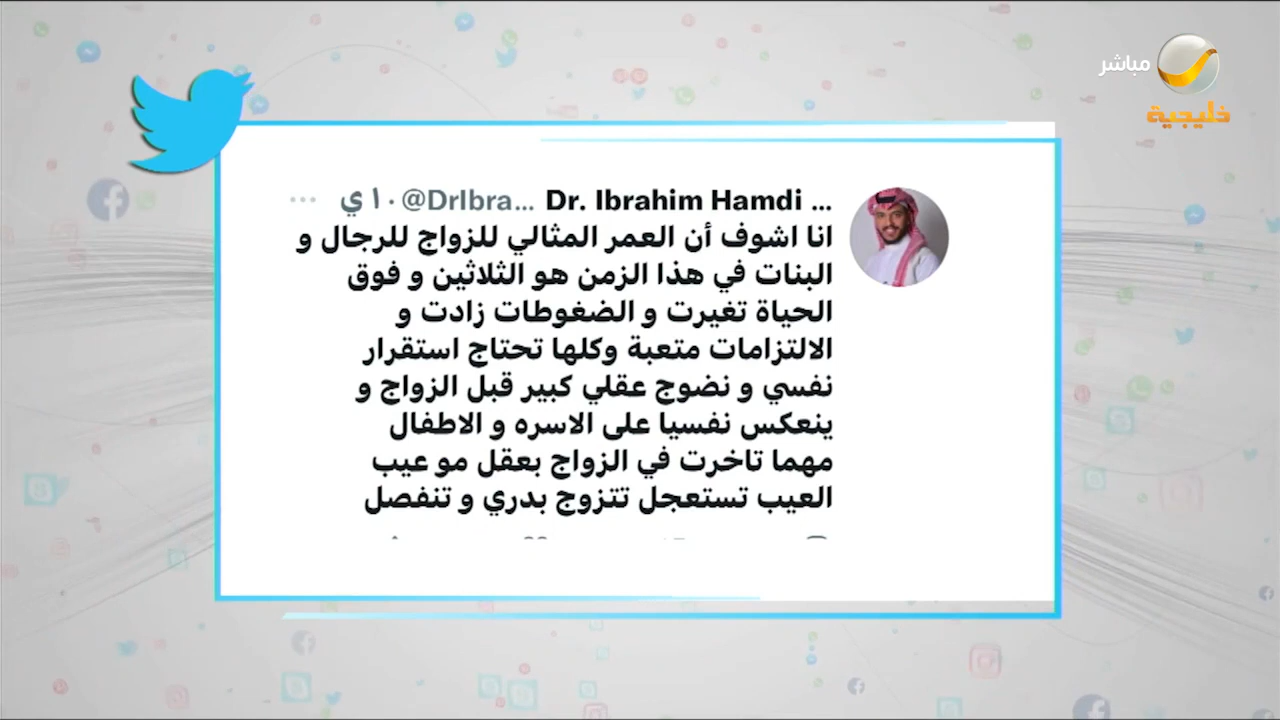 مباشر
خليجية
Dr. Ibrahim Hamdi ... @DrIbra... ١٠ ي
انا اشوف أن العمر المثالي للزواج للرجال و
البنات في هذا الزمن هو الثلاثين و فوق
الحياة تغيرت و الضغوطات زادت و
الالتزامات متعبة وكلها تحتاج استقرار
نفسي و نضوج عقلي كبير قبل الزواج و
ينعكس نفسيا على الاسره و الاطفال
مهما تاخرت في الزواج بعقل مو عيب
العيب تستعجل تتزوج بدري و تنفصل